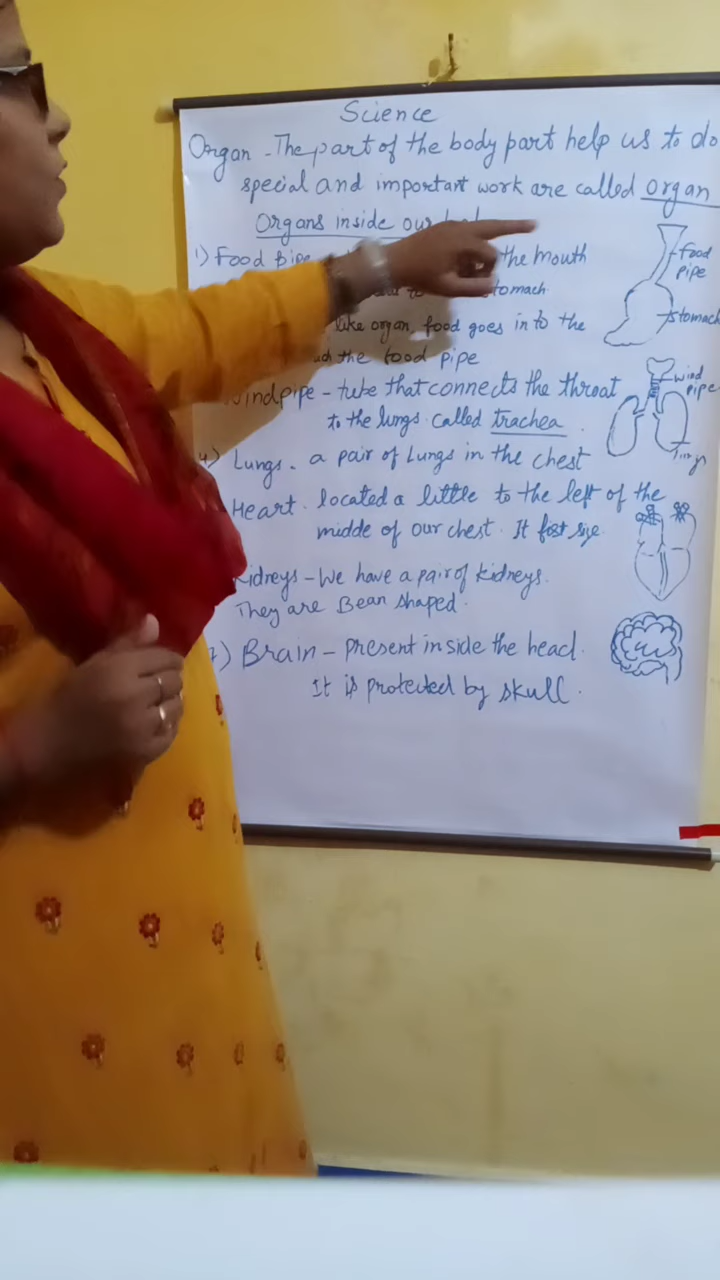 Science
Organ - The part of the body part help us to do
special and important work are called organ
Organs inside our
1) Food Pipe the mouth
stomach
like organ, food goes in to the
the food pipe
Windpipe - tube that connects the throat
to the lungs called trachea
4) Lungs - a pair of Lungs in the chest
Heart - located a little to the left of the
midde of our chest. It fist size
Kidneys - We have a pair of kidneys.
They are Bean shaped.
7) Brain - Present inside the head.
It is protected by skull.
Food
pipe
stomach
wind
pipe